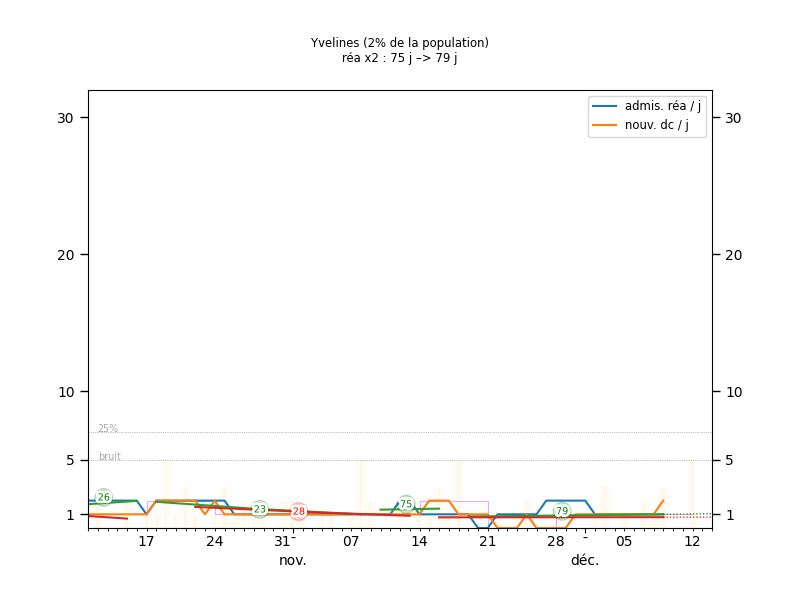 Yvelines (2% de la population)
réa x2 : 75 j –> 79 j
admis. réa / j
nouv. dc / j
30 30
20 20
10 10
25%
5 bruit 5
26 23 28 75 79
1 1
17 24 31 07 14 21 28 05 12
nov. déc.